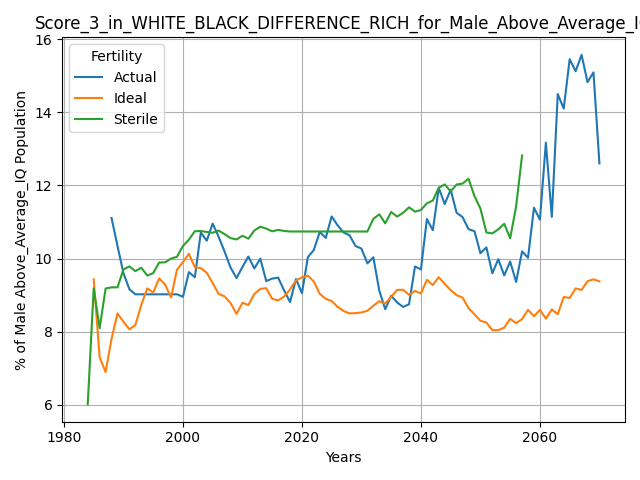 Score_3_in_WHITE_BLACK_DIFFERENCE_RICH_for_Male_Above_Average_I
Fertility
Actual
Ideal
Sterile
% of Male Above_Average_IQ Population
16
14
12
10
8
6
1980
2000
2020
2040
2060
Years